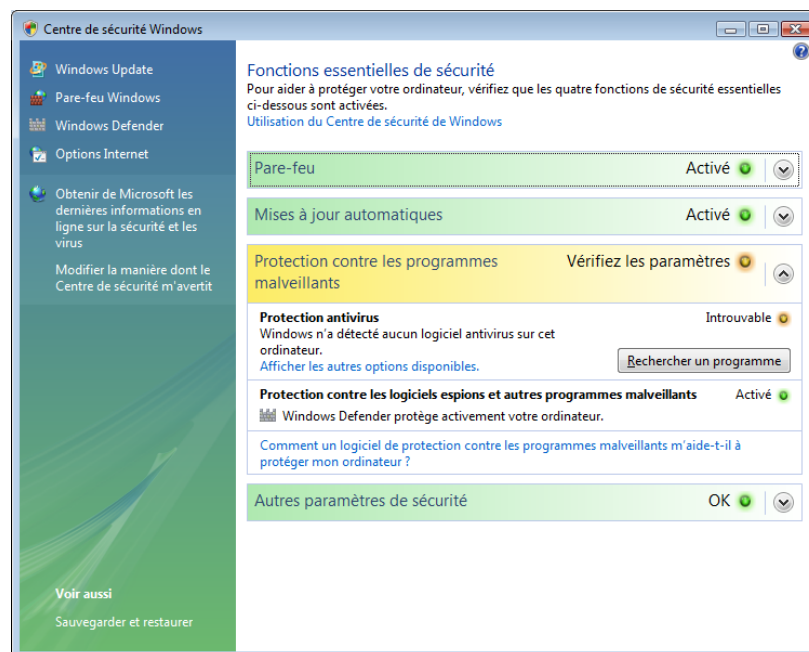 Centre de sécurité Windows
Windows Update
Pare-feu Windows
Windows Defender
Options Internet
Obtenir de Microsoft les
dernières informations en
ligne sur la sécurité et les
virus
Modifier la manière dont le
Centre de sécurité m'avertit
Voir aussi
Sauvegarder et restaurer
Fonctions essentielles de sécurité
Pour aider à protéger votre ordinateur, vérifiez que les quatre fonctions de sécurité essentielles
ci-dessous sont activées.
Utilisation du Centre de sécurité de Windows
Pare-feu Activé
Mises à jour automatiques Activé
Protection contre les programmes Vérifiez les paramètres
malveillants
Protection antivirus Introuvable
Windows n'a détecté aucun logiciel antivirus sur cet
ordinateur.
Afficher les autres options disponibles. Rechercher un programme
Protection contre les logiciels espions et autres programmes malveillants Activé
Windows Defender protège activement votre ordinateur.
Comment un logiciel de protection contre les programmes malveillants m'aide-t-il à
protéger mon ordinateur ?
Autres paramètres de sécurité OK